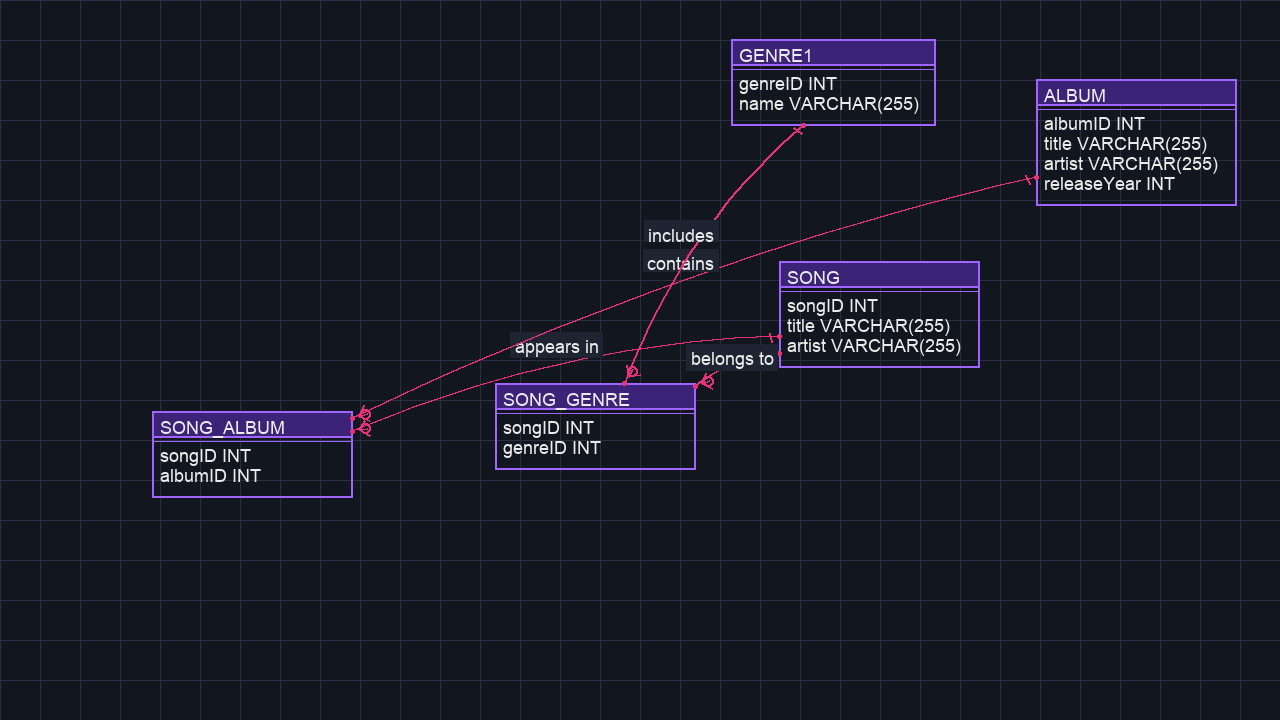 GENRE1
genreID INT
name VARCHAR(255)
ALBUM
albumID INT
title VARCHAR(255)
artist VARCHAR(255)
releaseYear INT
includes
contains
SONG
songID INT
title VARCHAR(255)
artist VARCHAR(255)
appears in
belongs to
SONG_GENRE
songID INT
genreID INT
SONG_ALBUM
songID INT
albumID INT